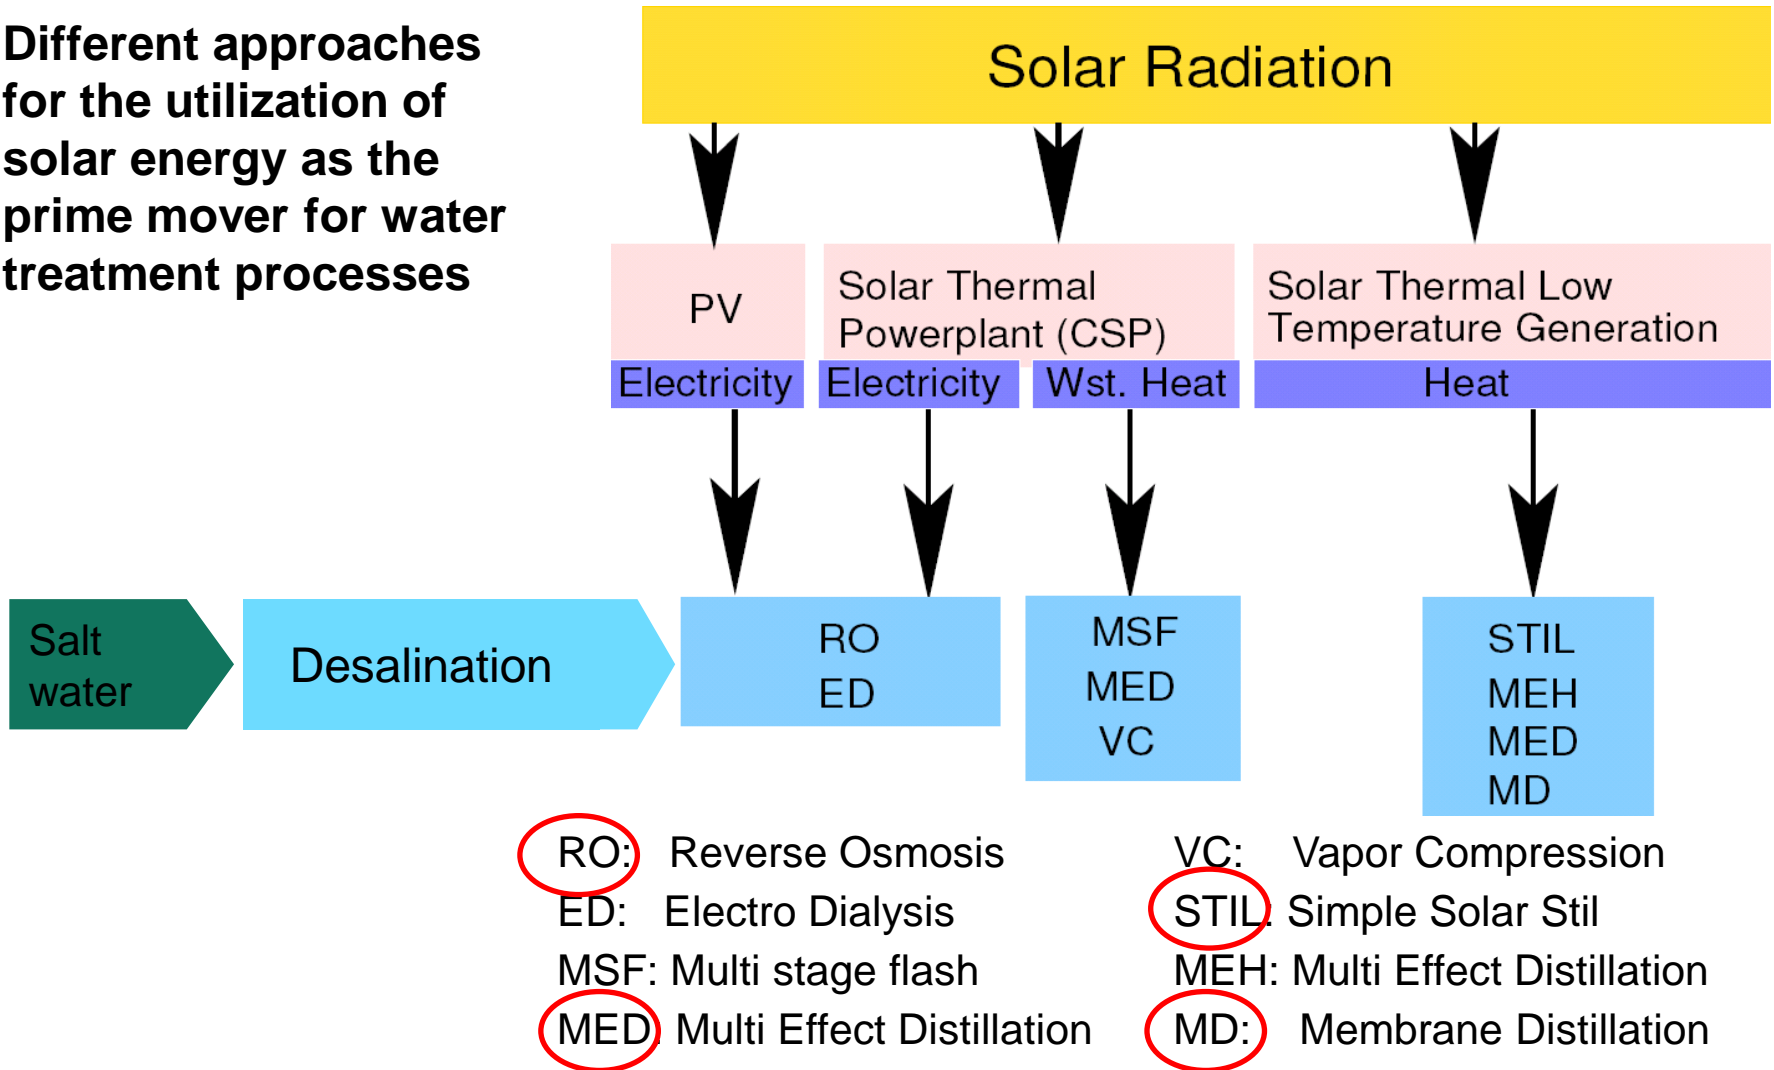 Different approaches
for the utilization of
solar energy as the
prime mover for water
treatment processes
Solar Radiation
PV
Solar Thermal
Powerplant (CSP)
Solar Thermal Low
Temperature Generation
Electricity
Electricity
Wst. Heat
Heat
Salt
water
Desalination
RO
ED
MSF
MED
VC
STIL
MEH
MED
MD
RO: Reverse Osmosis
ED: Electro Dialysis
MSF: Multi stage flash
MED: Multi Effect Distillation
VC: Vapor Compression
STIL: Simple Solar Stil
MEH: Multi Effect Distillation
MD: Membrane Distillation